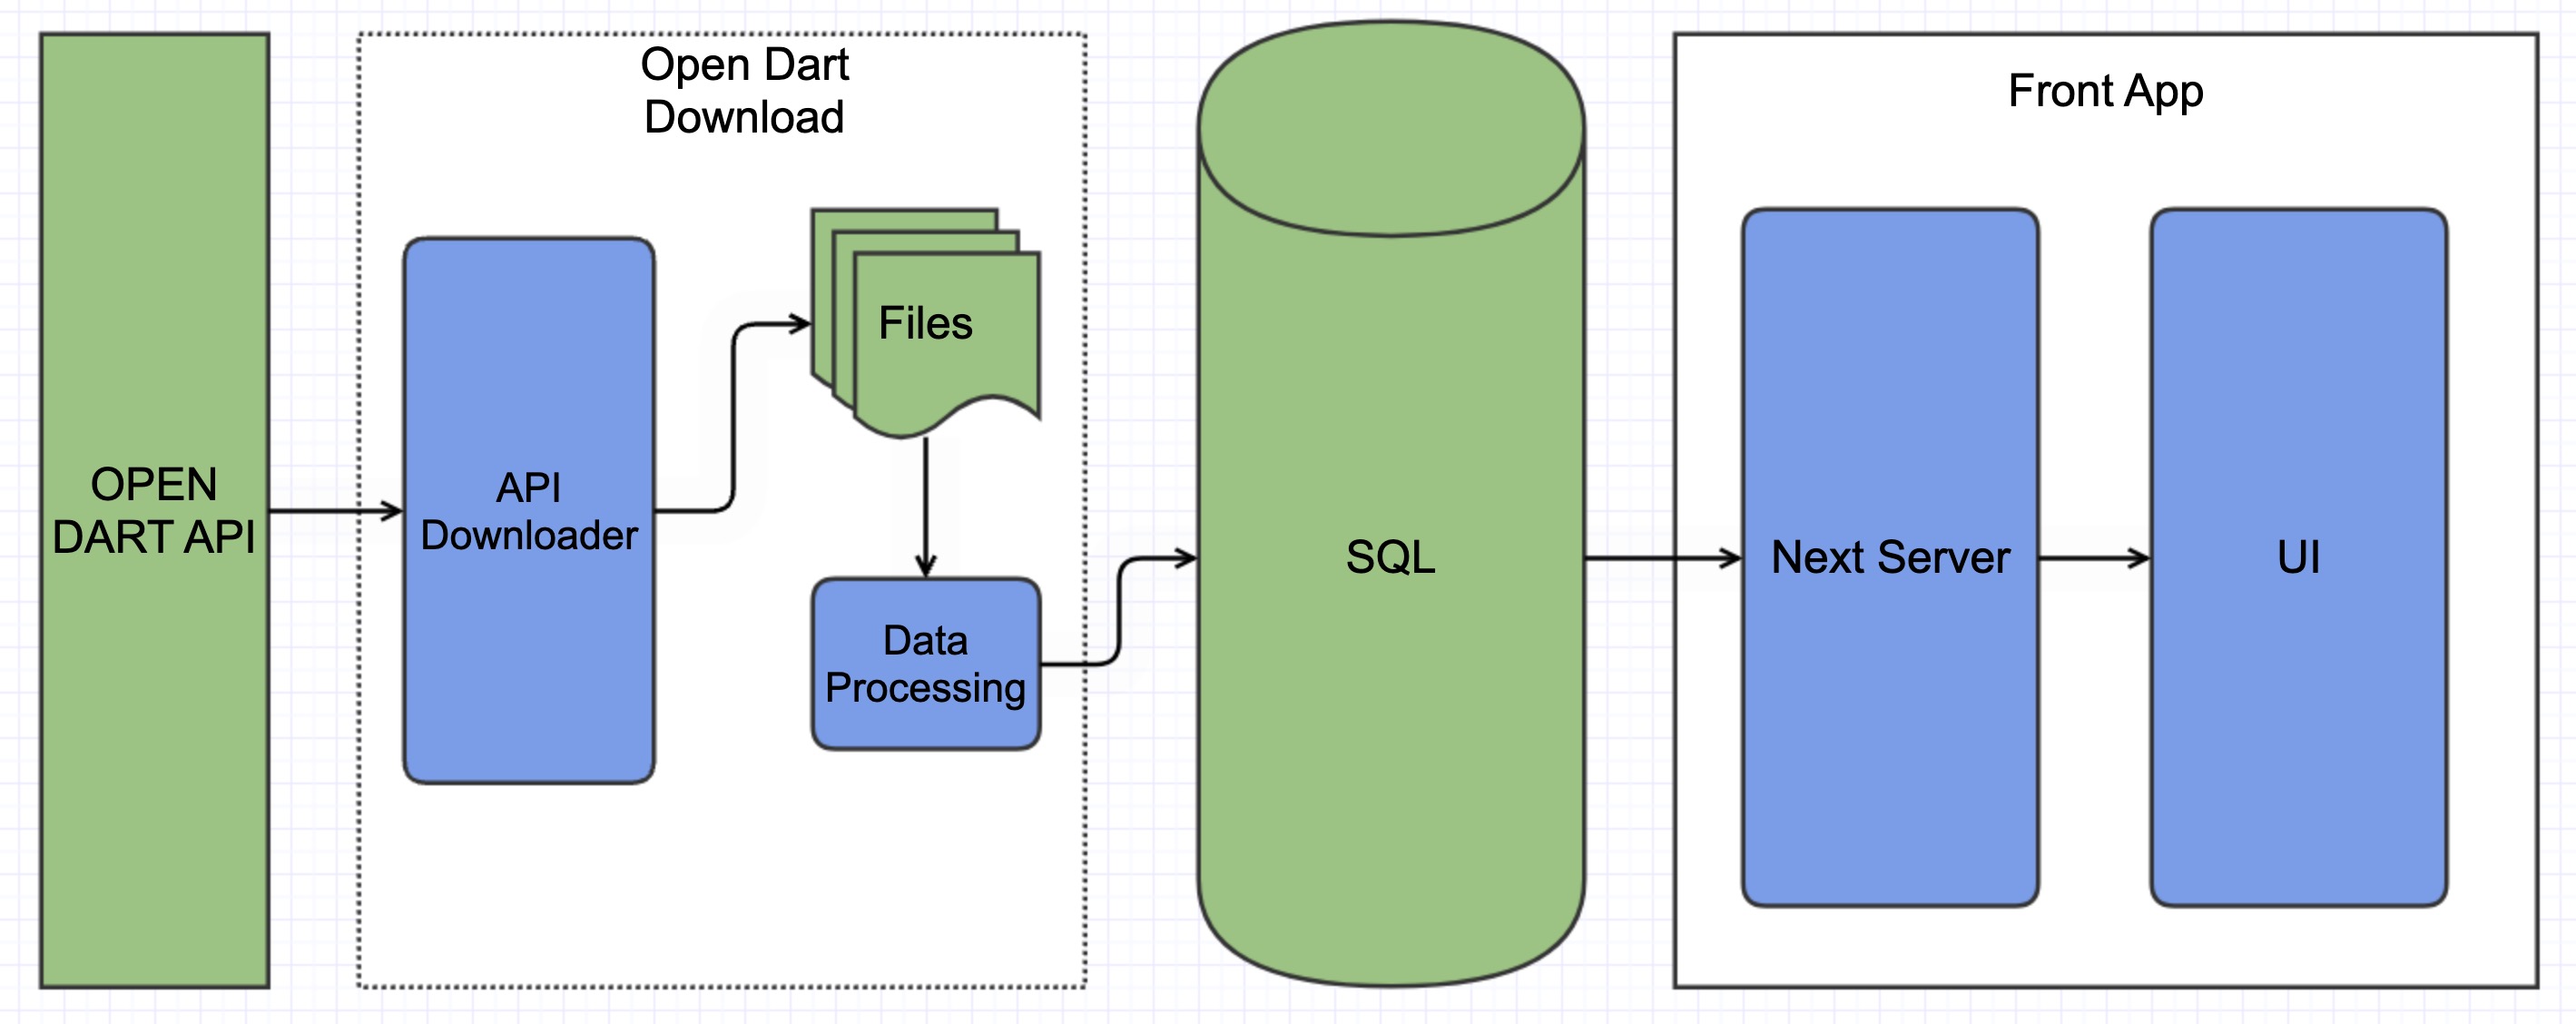 OPEN
DART API
Open Dart
Download
API
Downloader
Files
Data
Processing
SQL
Front App
Next Server
UI